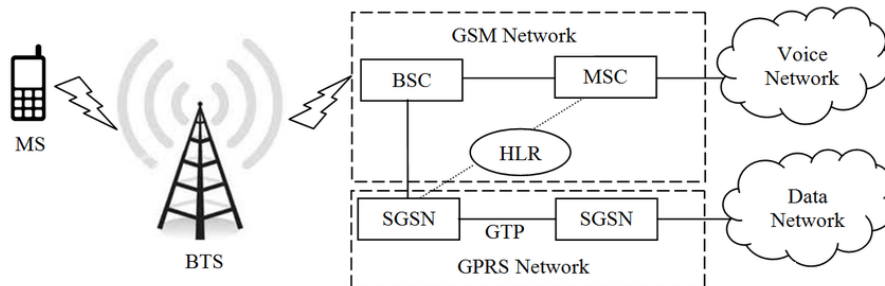 GSM Network
Voice
Network
BSC
MSC
MS
HLR
Data
Network
SGSN
GTP
SGSN
BTS
GPRS Network